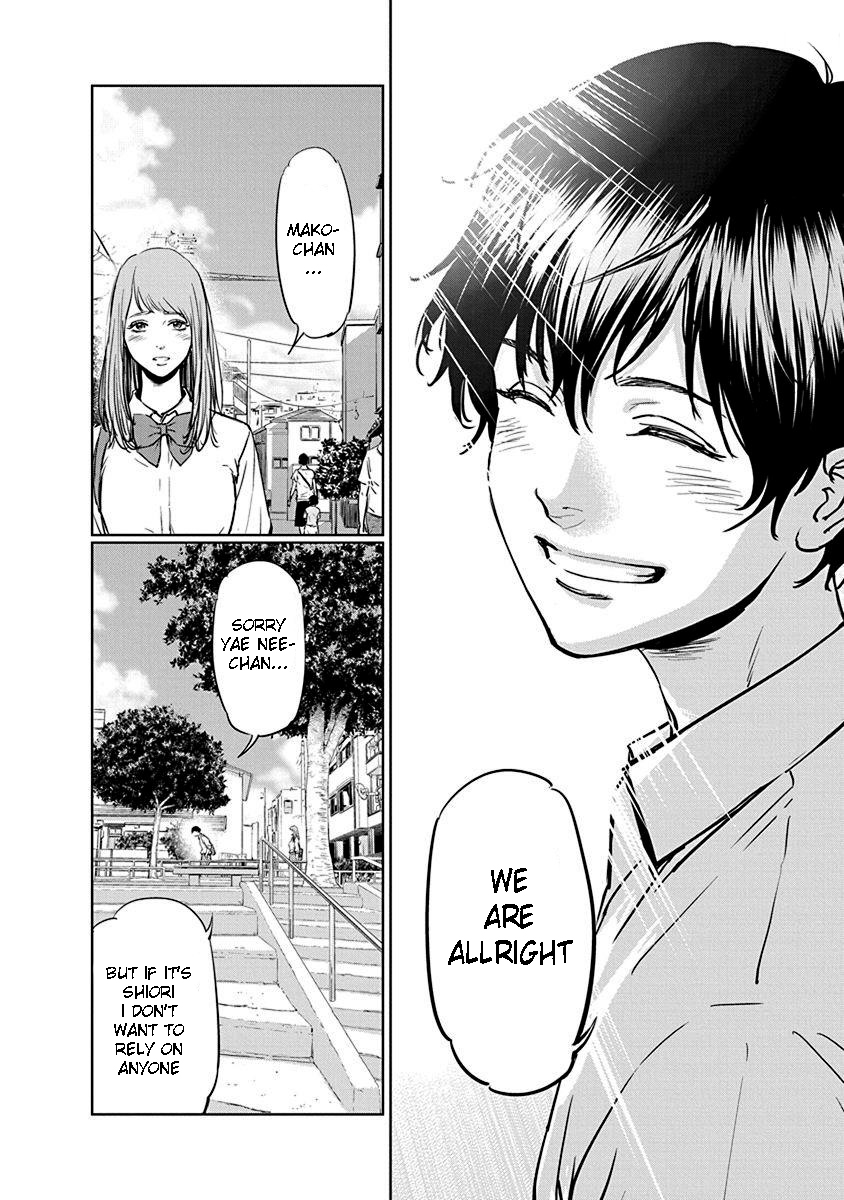 WE
ARE
ALLRIGHT
MAKO-
CHAN
...
SORRY
YAE NEE-
CHAN...
BUT IF IT'S
SHIORI
I DON'T
WANT TO
RELY ON
ANYONE